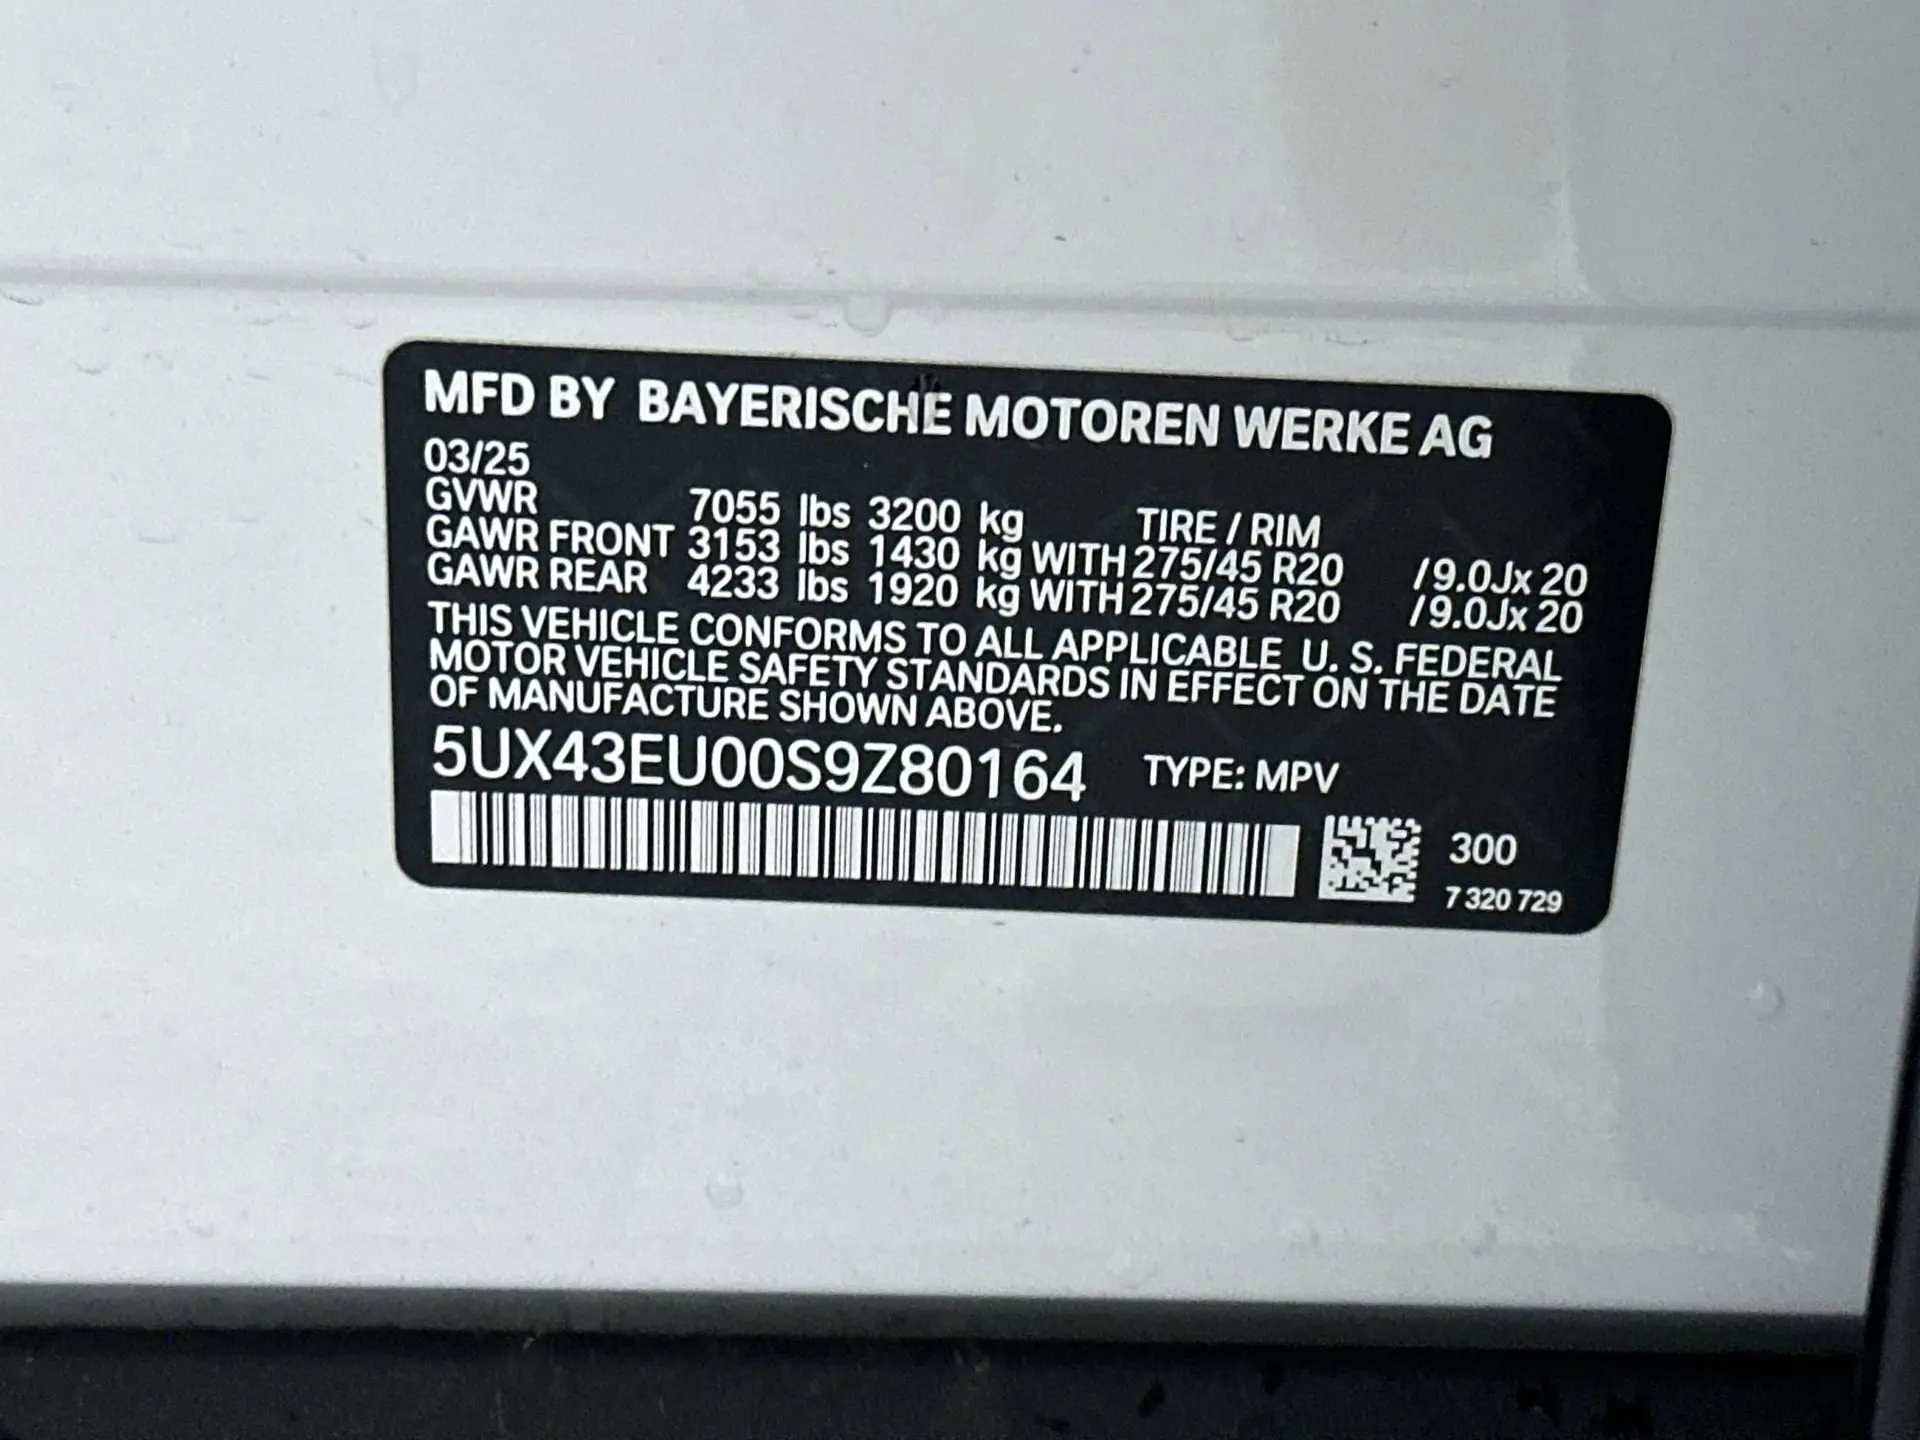 MFD BY BAYERISCHE MOTOREN WERKE AG
03/25
GVWR 7055 lbs 3200 kg TIRE / RIM
GAWR FRONT 3153 lbs 1430 kg WITH 275/45 R20 /9.0Jx 20
GAWR REAR 4233 lbs 1920 kg WITH 275/45 R20 /9.0Jx 20
THIS VEHICLE CONFORMS TO ALL APPLICABLE U. S. FEDERAL
MOTOR VEHICLE SAFETY STANDARDS IN EFFECT ON THE DATE
OF MANUFACTURE SHOWN ABOVE.
5UX43EU00S9Z80164 TYPE: MPV
300
7 320 729